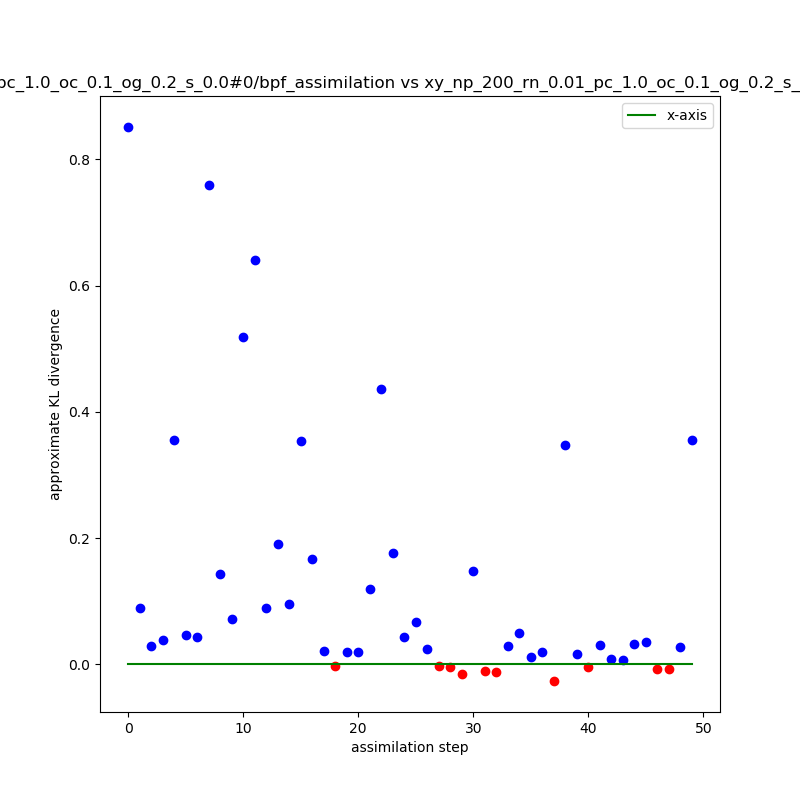 pc_1.0_oc_0.1_og_0.2_s_0.0#0/bpf_assimilation vs xy_np_200_rn_0.01_pc_1.0_oc_0.1_og_0.2_s_
x-axis
0.8
0.6
0.4
0.2
0.0
approximate KL divergence
0 10 20 30 40 50
assimilation step